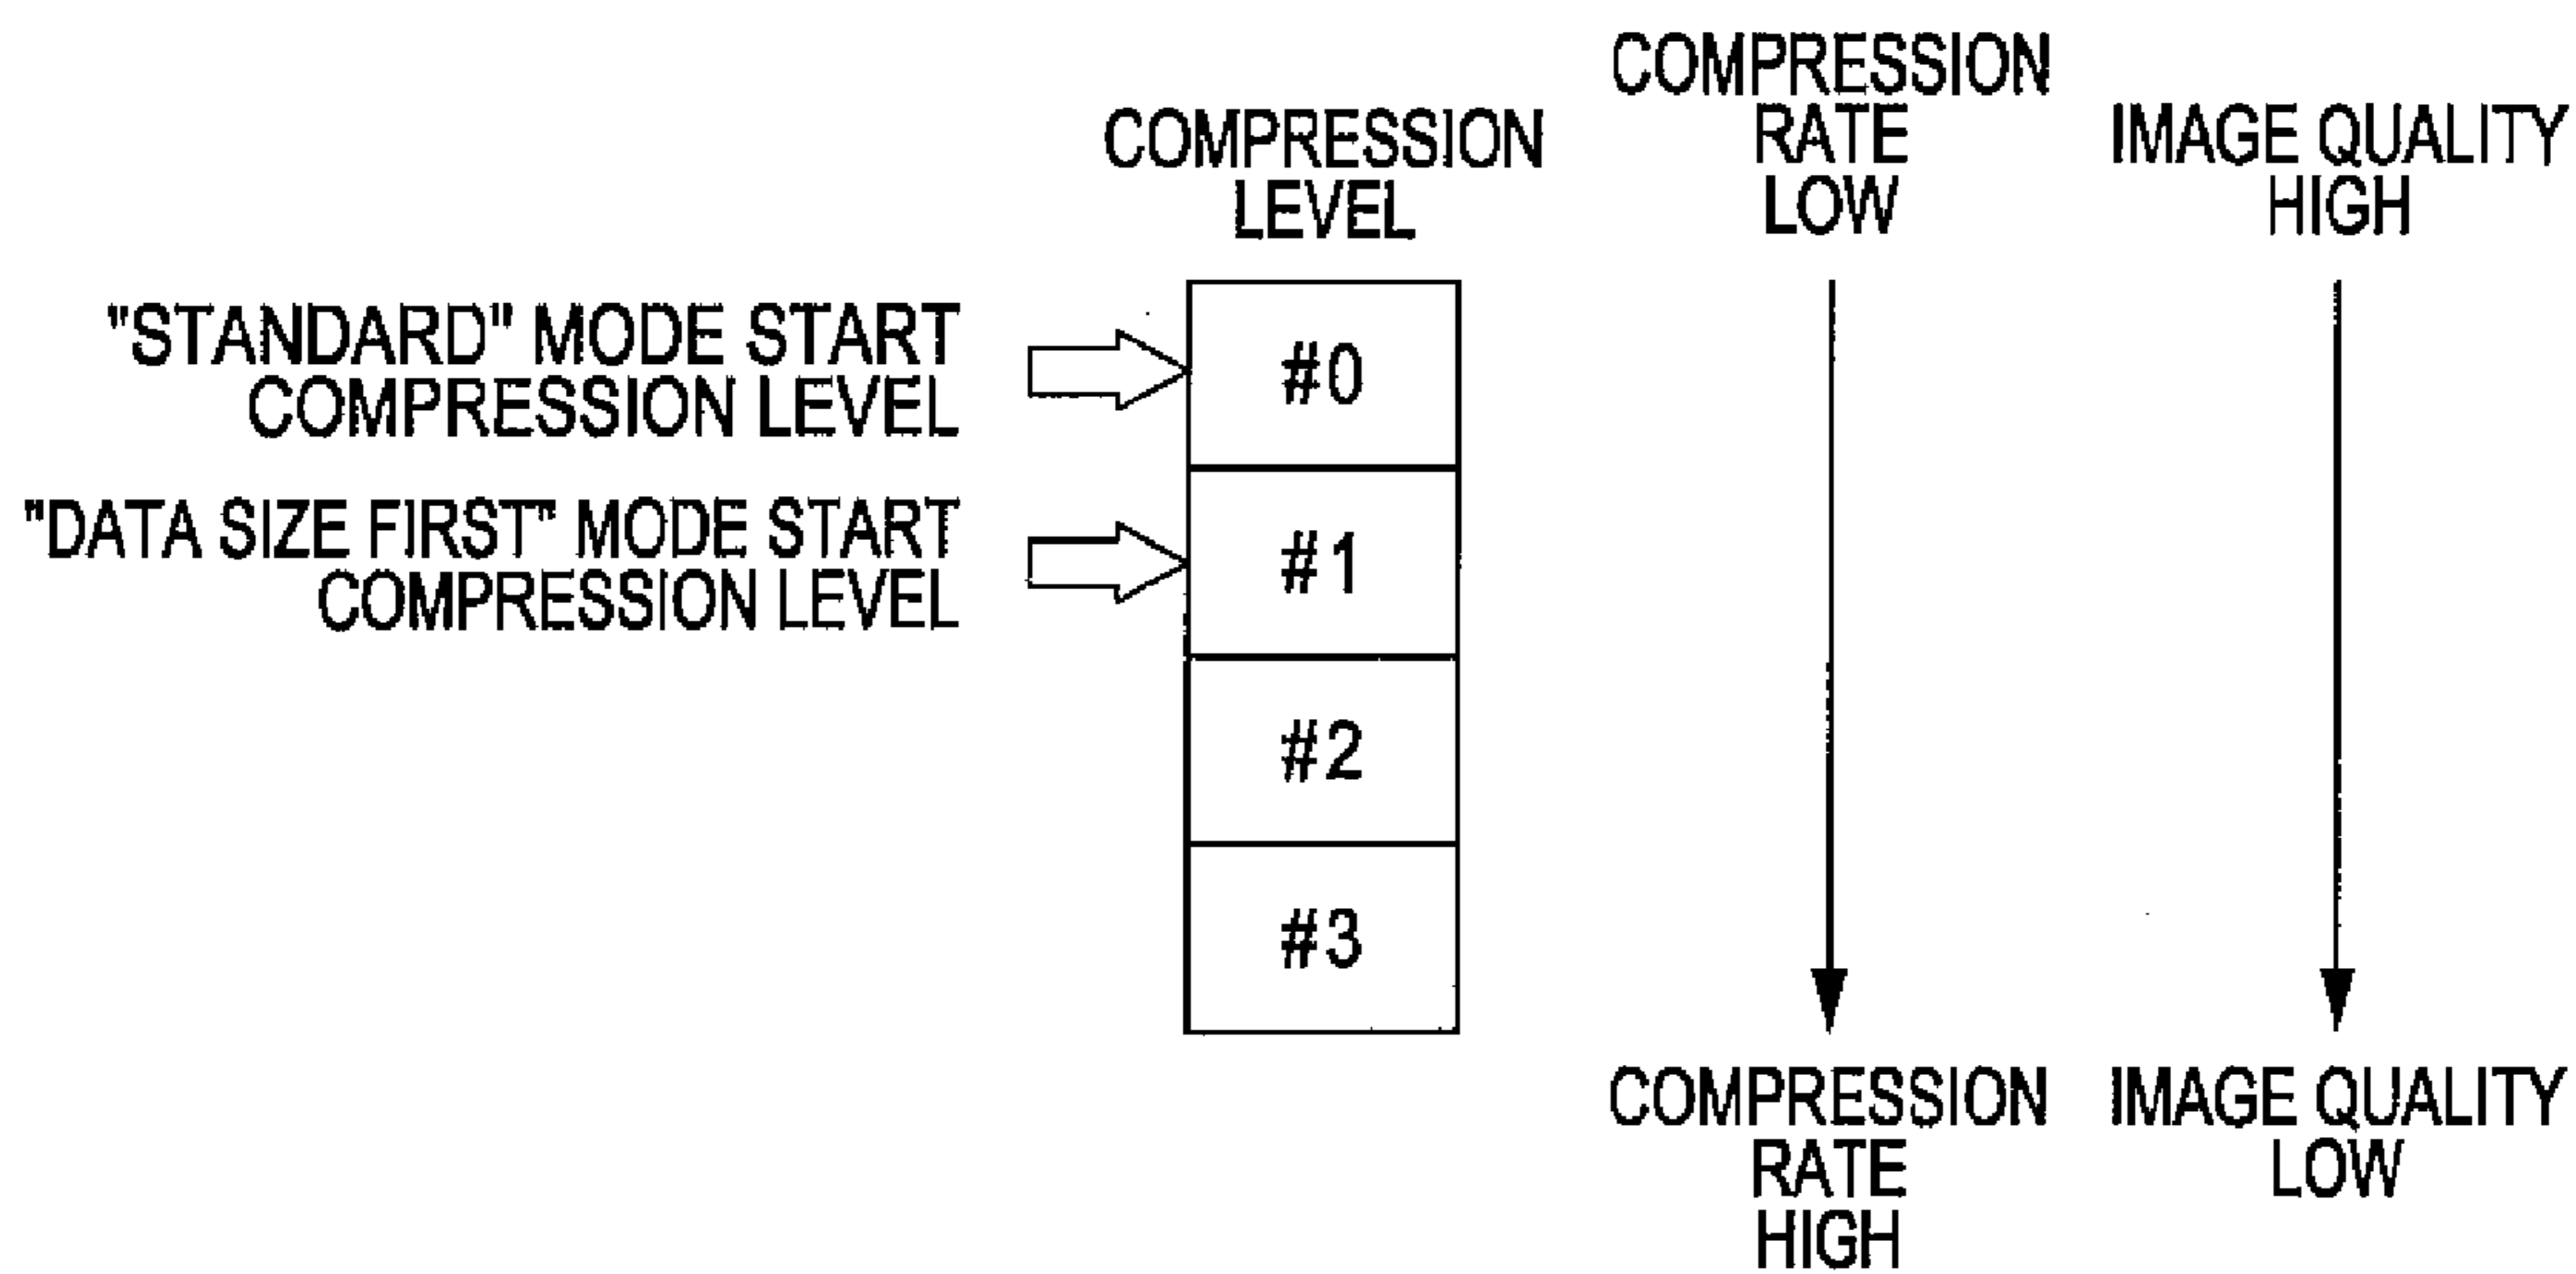 COMPRESSION
LEVEL
COMPRESSION
RATE
LOW
IMAGE QUALITY
HIGH
"STANDARD" MODE START
COMPRESSION LEVEL
#0
"DATA SIZE FIRST" MODE START
COMPRESSION LEVEL
#1
#2
#3
COMPRESSION
RATE
HIGH
IMAGE QUALITY
LOW